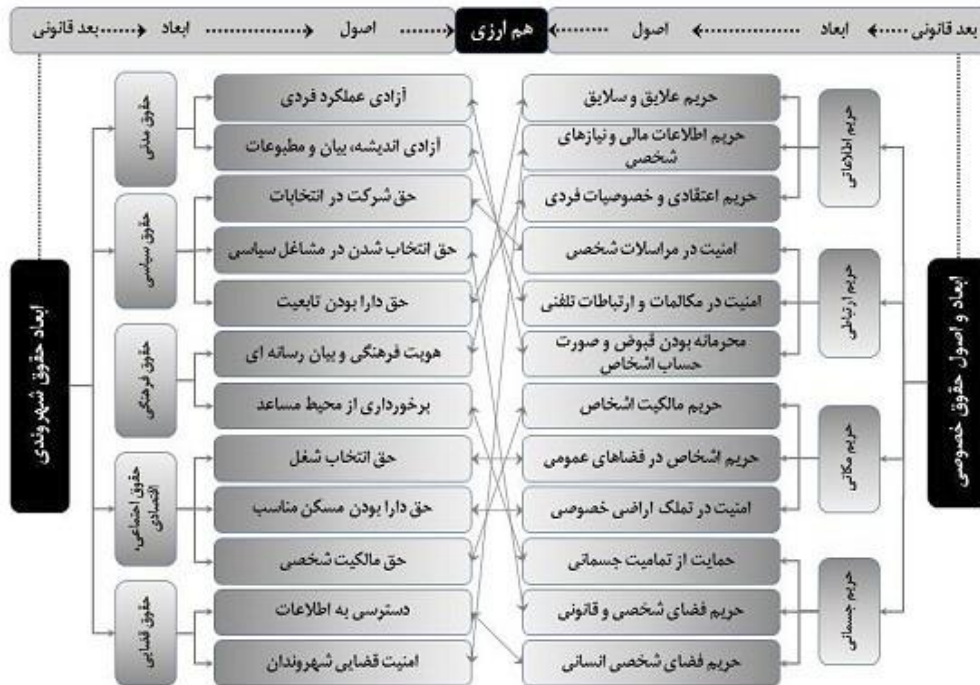 بعد قانونی
ابعاد
اصول
هم ارزی
اصول
ابعاد
بعد قانونی
ابعاد و اصول حقوق خصوصی
حریم اطلاعاتی
حریم علایق و سلایق
حریم اطلاعات مالی و نیازهای
شخصی
حریم اعتقادی و خصوصیات فردی
حریم ارتباطی
امنیت در مراسلات شخصی
امنیت در مکالمات و ارتباطات تلفنی
محرمانه بودن قبوض و صورت
حساب اشخاص
حریم مکانی
حریم مالکیت اشخاص
حریم اشخاص در فضاهای عمومی
امنیت در تملک اراضی خصوصی
حریم جسمانی
حمایت از تمامیت جسمانی
حریم فضای شخصی و قانونی
حریم فضای شخصی انسانی
حقوق مدنی
آزادی عملکرد فردی
آزادی اندیشه، بیان و مطبوعات
حقوق سیاسی
حق شرکت در انتخابات
حق انتخاب شدن در مشاغل سیاسی
حق دارا بودن تابعیت
حقوق فرهنگی
هویت فرهنگی و بیان رسانه ای
برخورداری از محیط مساعد
حقوق اجتماعی،
اقتصادی
حق انتخاب شغل
حق دارا بودن مسکن مناسب
حق مالکیت شخصی
حقوق قضایی
دسترسی به اطلاعات
امنیت قضایی شهروندان
ابعاد حقوق شهروندی